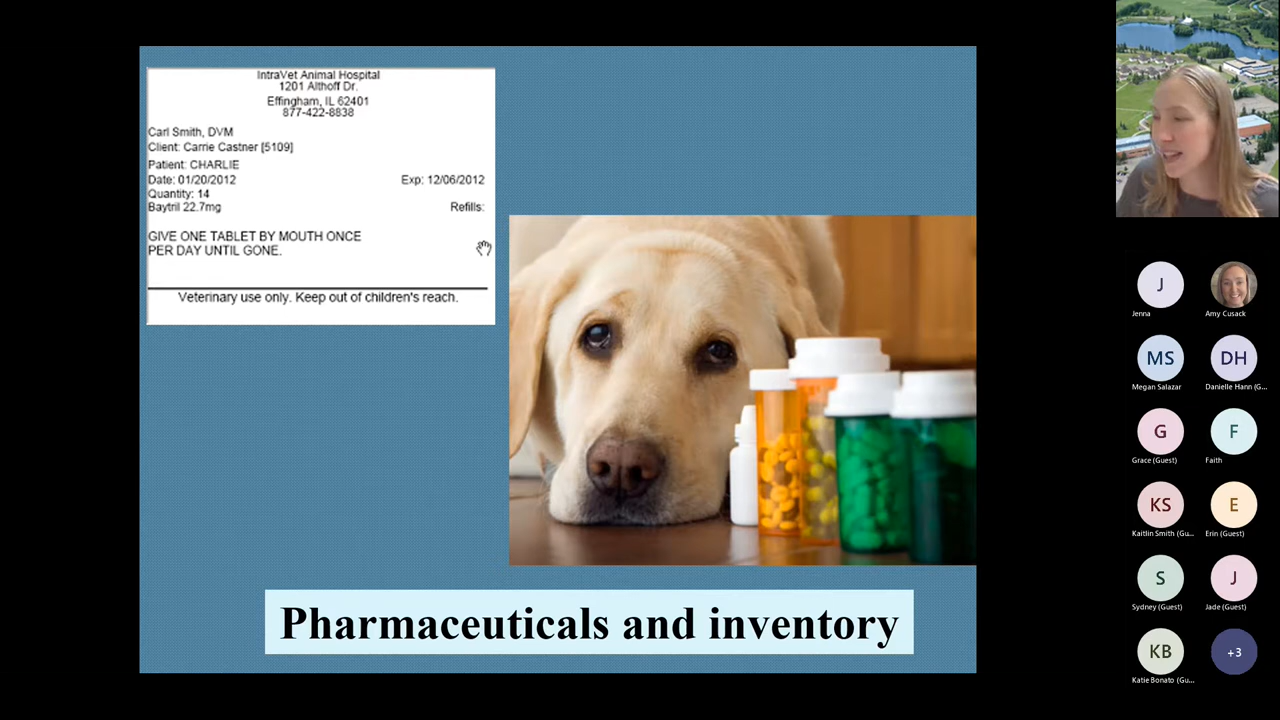 IntraVet Animal Hospital
1201 Althoff Dr.
Effingham, IL 62401
877-422-8838
Carl Smith, DVM
Client: Carrie Castner [5109]
Patient: CHARLIE
Date: 01/20/2012 Exp: 12/06/2012
Quantity: 14
Baytril 22.7mg Refills:
GIVE ONE TABLET BY MOUTH ONCE
PER DAY UNTIL GONE.
Veterinary use only. Keep out of children's reach.
Pharmaceuticals and inventory
J
Jenna
Amy Cusack
MS
Megan Salazar
DH
Danielle Hann (G...
G
Grace (Guest)
F
Faith
KS
Kaitlin Smith (Gu...
E
Erin (Guest)
S
Sydney (Guest)
J
Jade (Guest)
KB
Katie Bonato (Gu...
+3